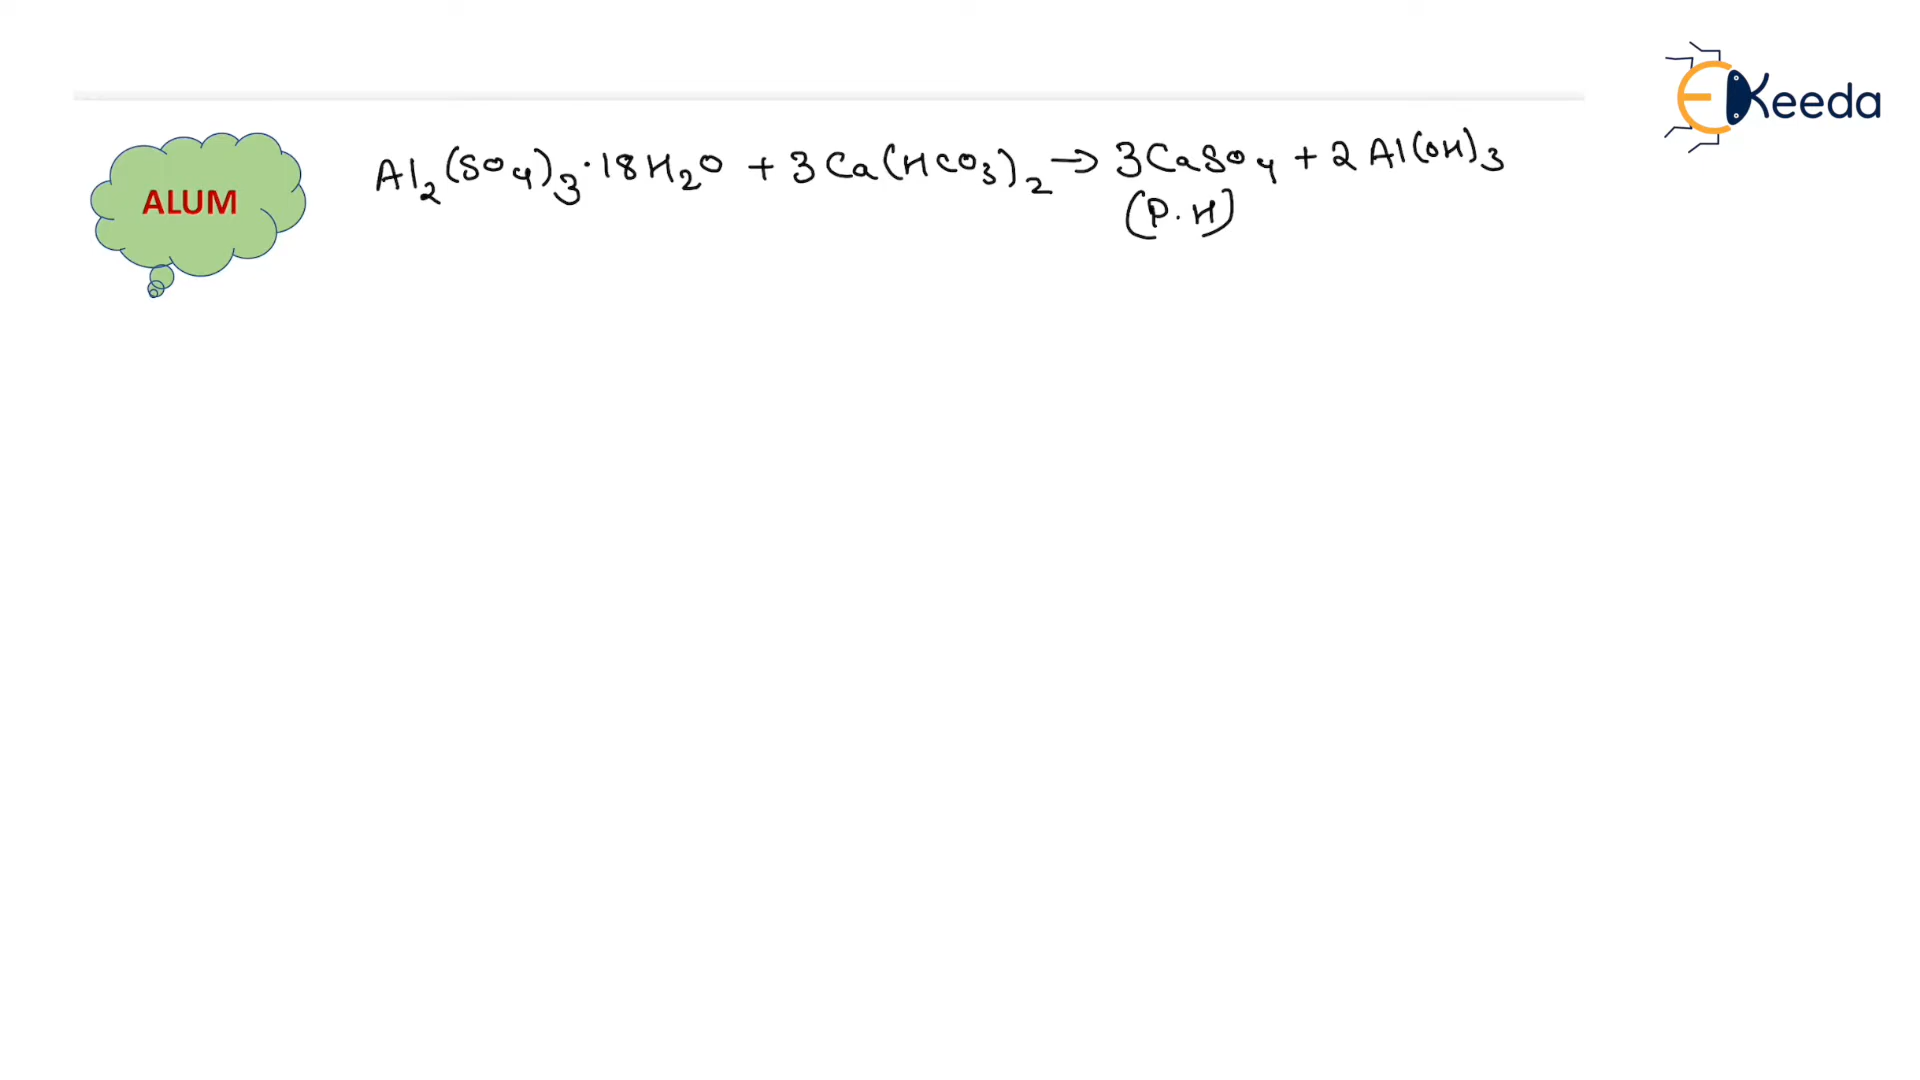 EKeeda
ALUM
Al₂(SO₄)₃·18H₂O + 3Ca(HCO₃)₂ → 3CaSO₄ + 2Al(OH)₃
(P.H)